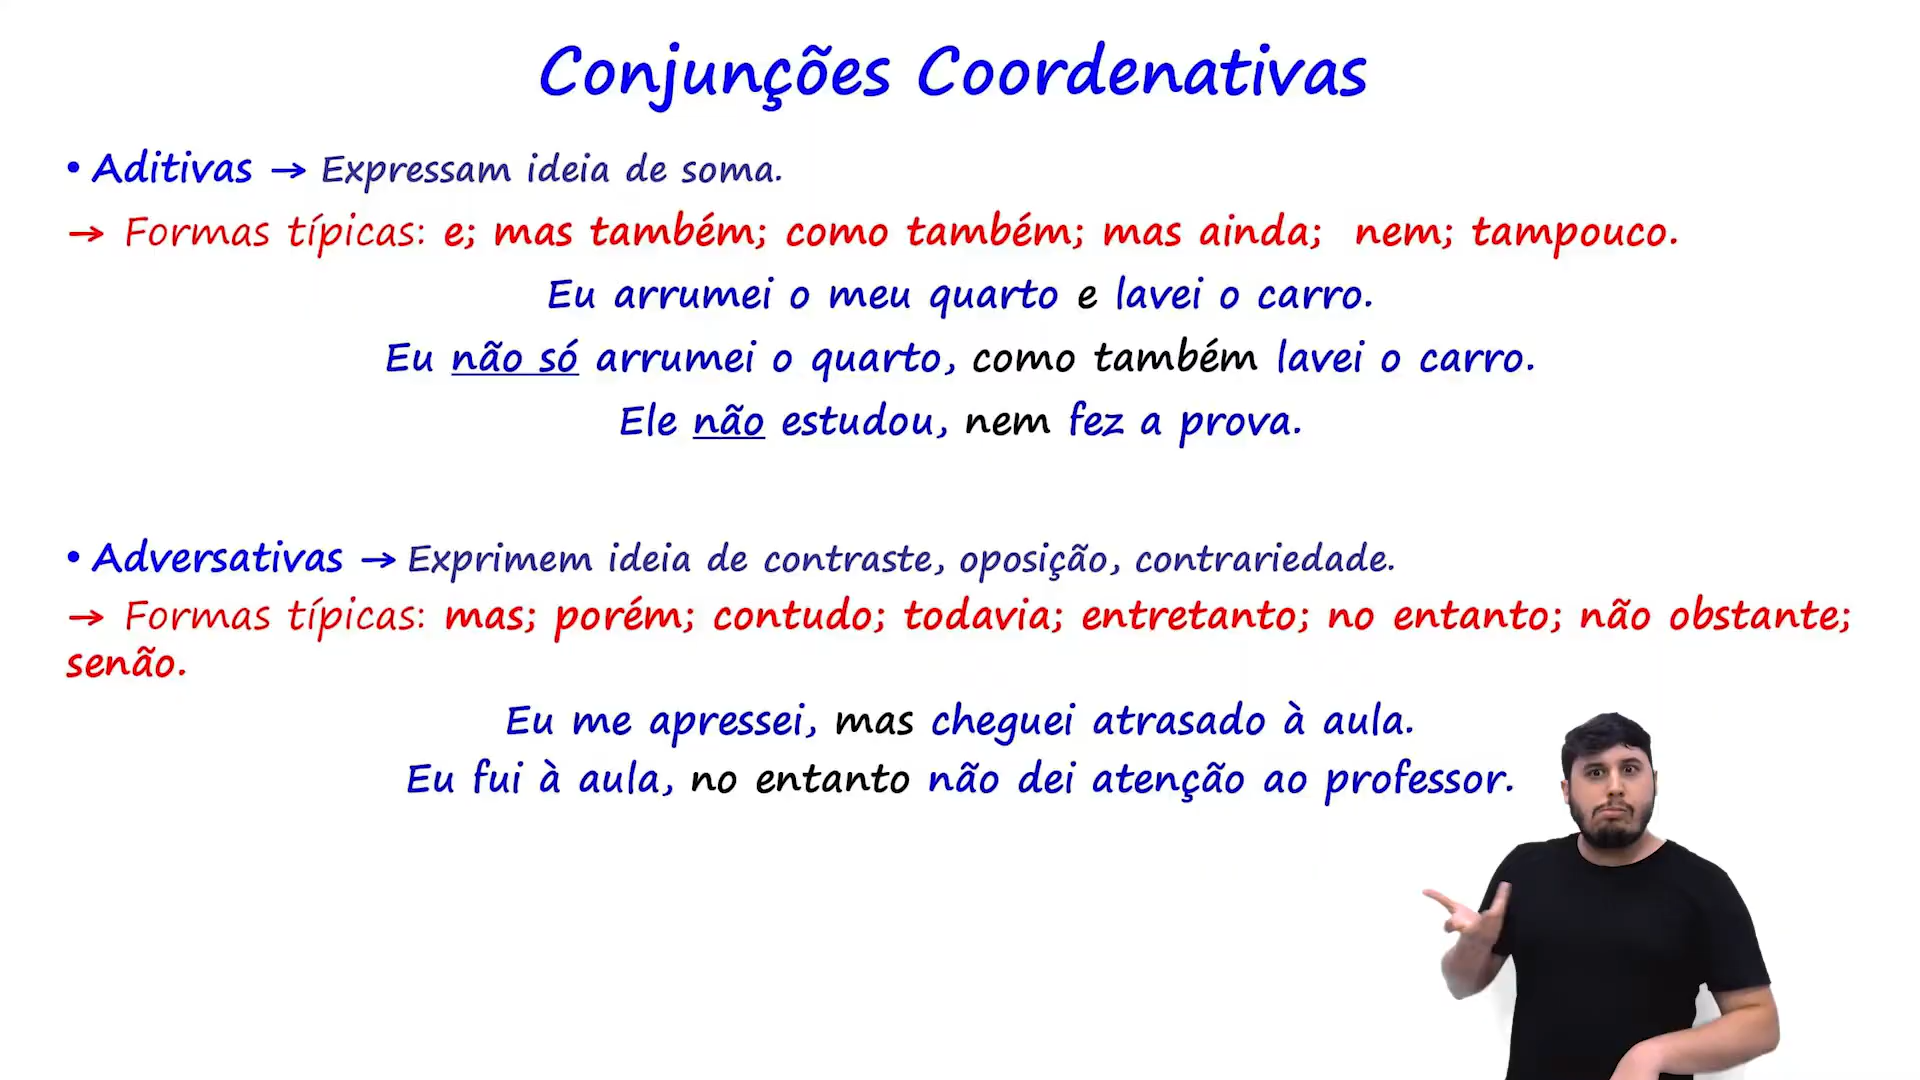 Conjunções Coordenativas
• Aditivas → Expressam ideia de soma.
→ Formas típicas: e; mas também; como também; mas ainda; nem; tampouco.
Eu arrumei o meu quarto e lavei o carro.
Eu não só arrumei o quarto, como também lavei o carro.
Ele não estudou, nem fez a prova.
• Adversativas → Exprimem ideia de contraste, oposição, contrariedade.
→ Formas típicas: mas; porém; contudo; todavia; entretanto; no entanto; não obstante;
senão.
Eu me apressei, mas cheguei atrasado à aula.
Eu fui à aula, no entanto não dei atenção ao professor.